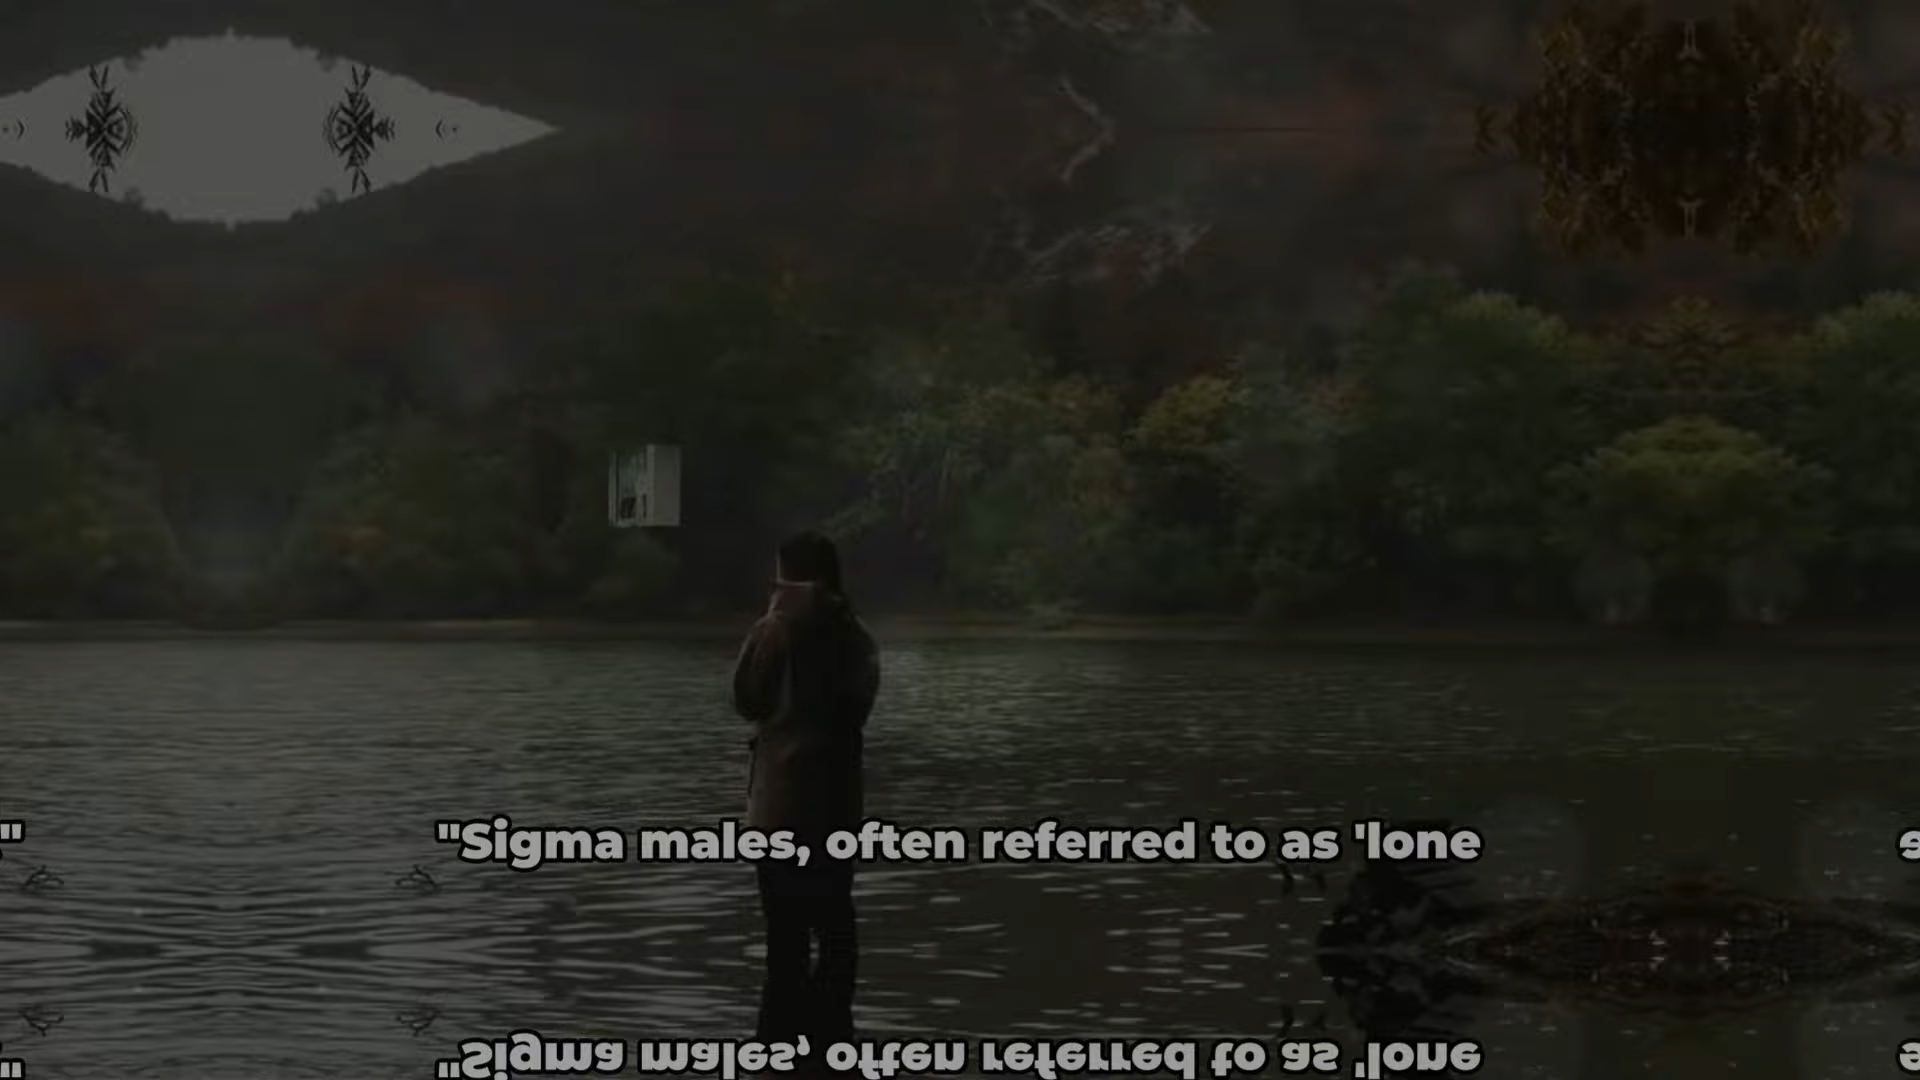 "Sigma males, often referred to as 'lone
"Sigma males, often referred to as 'lone